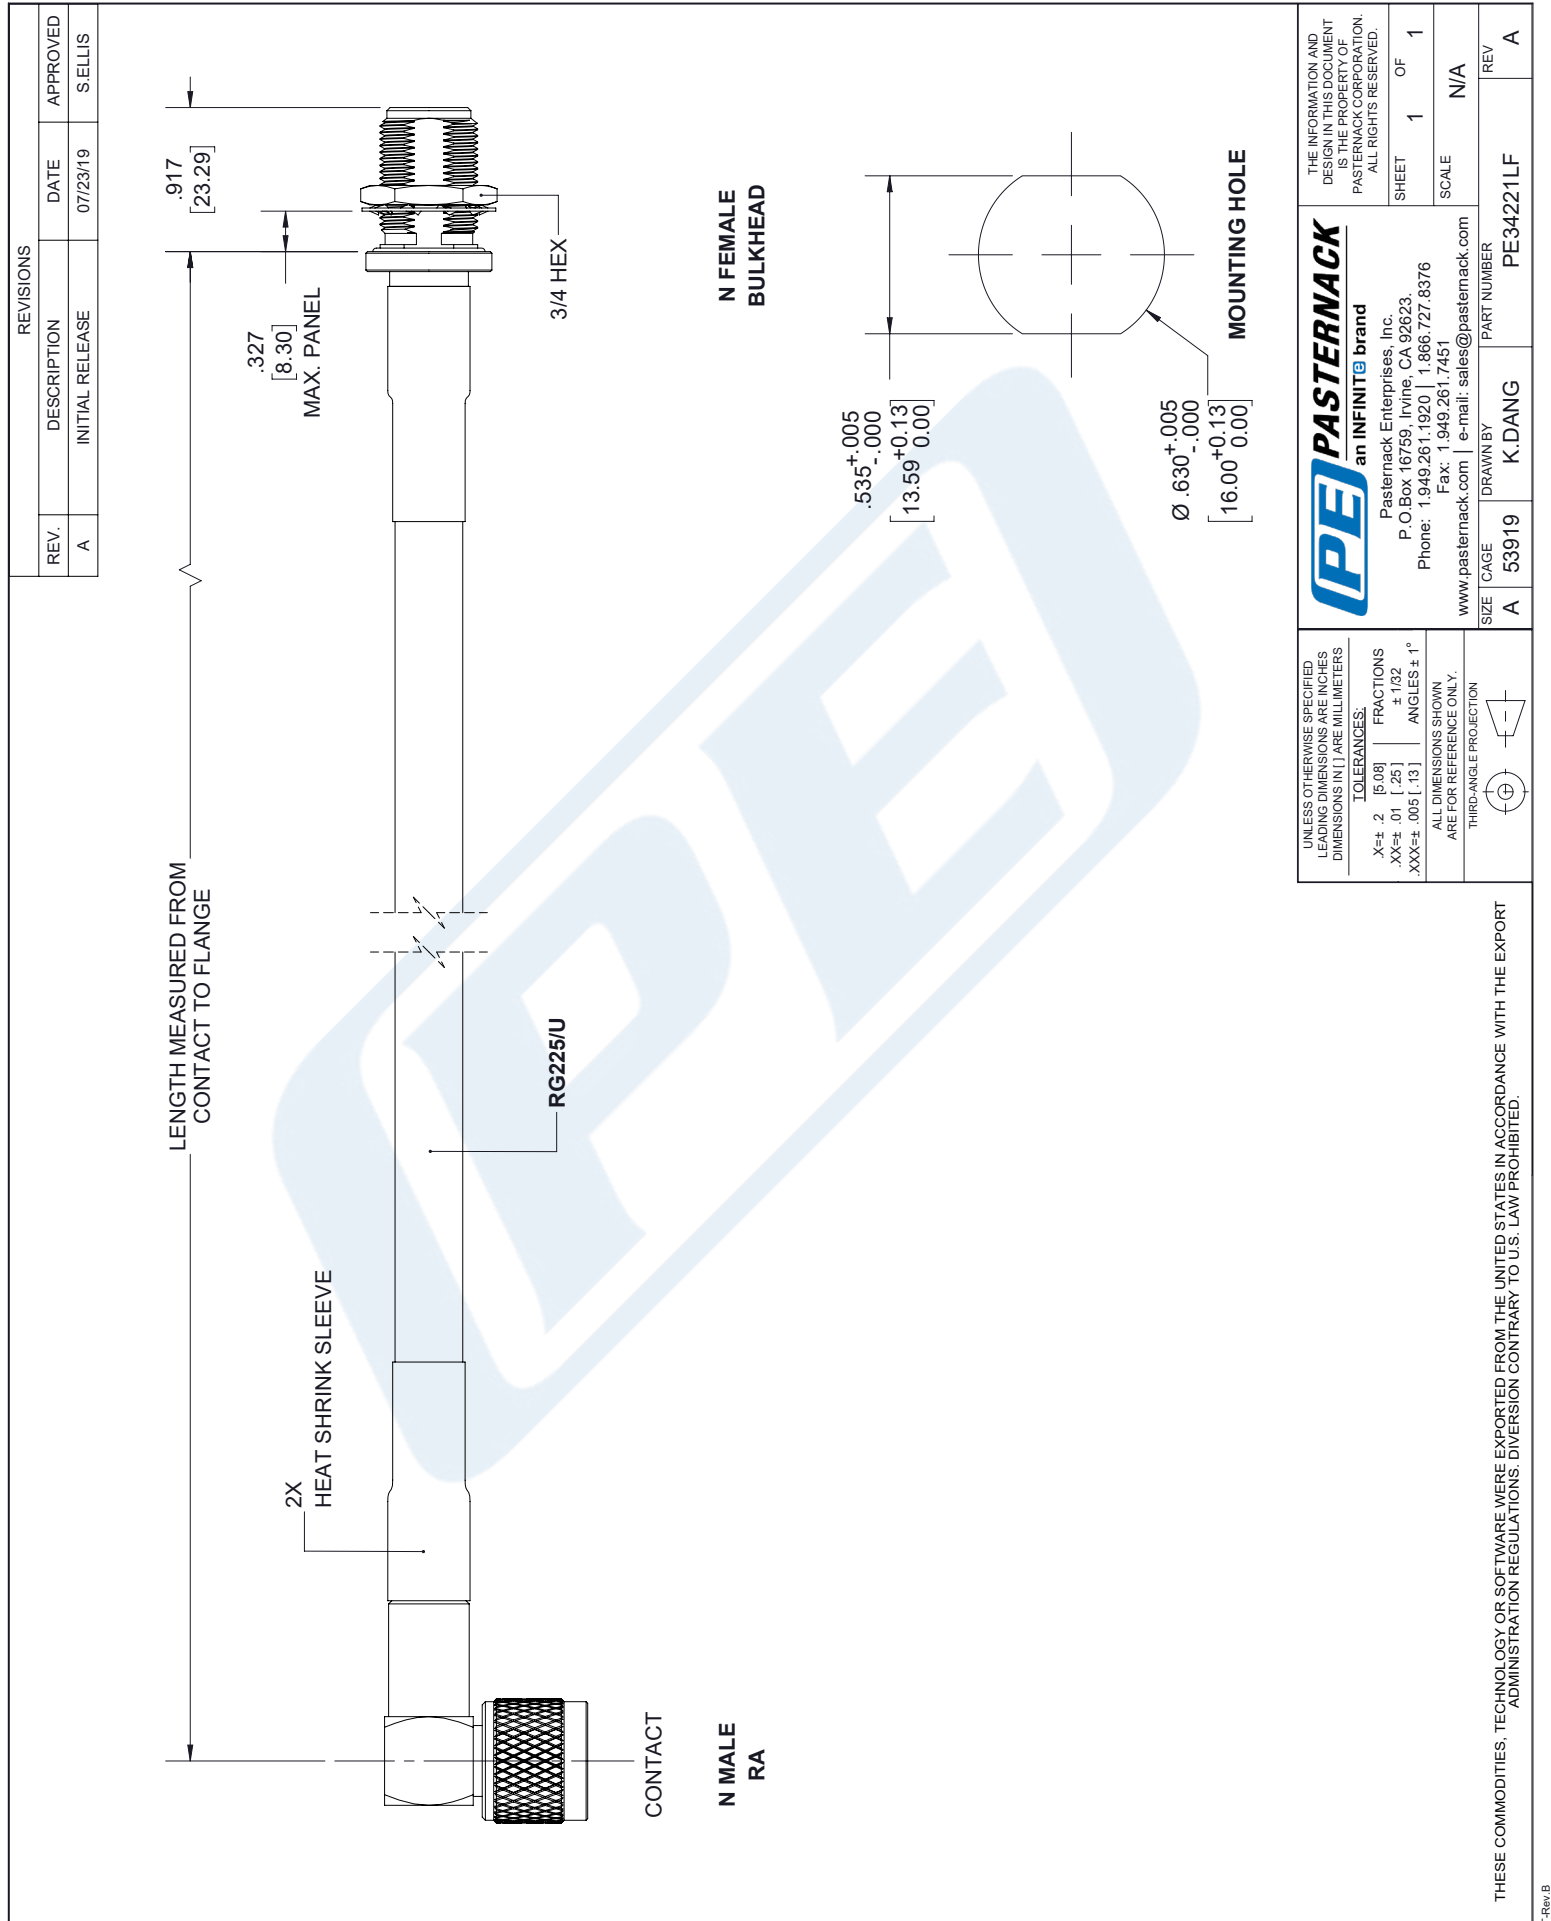 REVISIONS
REV. DESCRIPTION DATE APPROVED
A INITIAL RELEASE 07/23/19 S.ELLIS
LENGTH MEASURED FROM
CONTACT TO FLANGE
.917
[23.29]
.327
[8.30]
MAX. PANEL
2X
HEAT SHRINK SLEEVE
RG225/U
3/4 HEX
CONTACT
N MALE
RA
N FEMALE
BULKHEAD
.535 +.005 -.000
[13.59 +0.13 0.00]
Ø .630 +.005 -.000
[16.00 +0.13 0.00]
MOUNTING HOLE
UNLESS OTHERWISE SPECIFIED
LEADING DIMENSIONS ARE INCHES
DIMENSIONS IN [ ] ARE MILLIMETERS
TOLERANCES:
.X=± .2 [5.08] FRACTIONS
.XX=± .01 [ .25] ± 1/32
.XXX=± .005 [ .13] ANGLES ± 1°
ALL DIMENSIONS SHOWN
ARE FOR REFERENCE ONLY.
THIRD-ANGLE PROJECTION
PE PASTERNACK
an INFINITe brand
Pasternack Enterprises, Inc.
P.O.Box 16759, Irvine, CA 92623.
Phone: 1.949.261.1920 | 1.866.727.8376
Fax: 1.949.261.7451
www.pasternack.com | e-mail: sales@pasternack.com
THE INFORMATION AND
DESIGN IN THIS DOCUMENT
IS THE PROPERTY OF
PASTERNACK CORPORATION.
ALL RIGHTS RESERVED.
SHEET 1 OF 1
SCALE N/A
SIZE A
CAGE 53919
DRAWN BY K.DANG
PART NUMBER PE34221LF
REV A
THESE COMMODITIES, TECHNOLOGY OR SOFTWARE WERE EXPORTED FROM THE UNITED STATES IN ACCORDANCE WITH THE EXPORT
ADMINISTRATION REGULATIONS. DIVERSION CONTRARY TO U.S. LAW PROHIBITED.
-Rev.B
PE